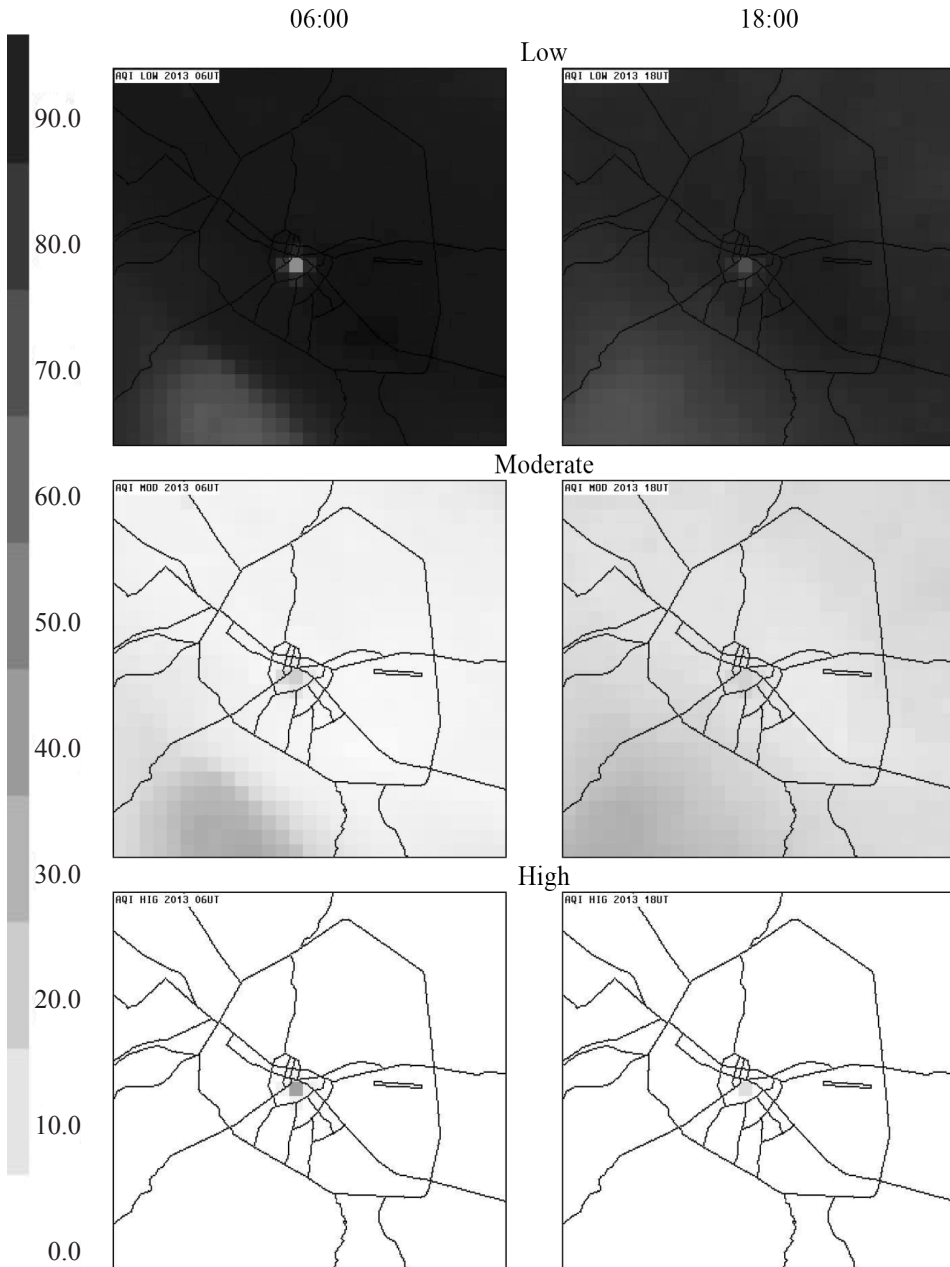 06:00 18:00
Low
AQI LOW 2013 06UT AQI LOW 2013 18UT
90.0
80.0
70.0
Moderate
AQI MOD 2013 06UT AQI MOD 2013 18UT
60.0
50.0
40.0
30.0
High
AQI HIG 2013 06UT AQI HIG 2013 18UT
20.0
10.0
0.0